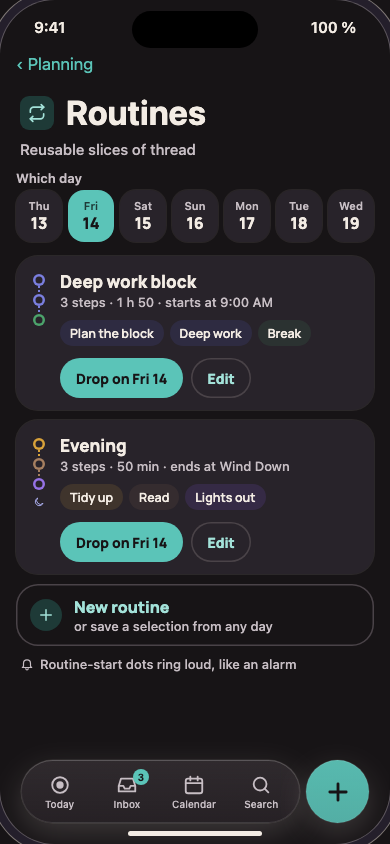 9:41
100 %
‹ Planning
Routines
Reusable slices of thread
Which day
Thu Fri Sat Sun Mon Tue Wed
13 14 15 16 17 18 19
Deep work block
3 steps · 1 h 50 · starts at 9:00 AM
Plan the block Deep work Break
Drop on Fri 14 Edit
Evening
3 steps · 50 min · ends at Wind Down
Tidy up Read Lights out
Drop on Fri 14 Edit
New routine
or save a selection from any day
Routine-start dots ring loud, like an alarm
3
Today Inbox Calendar Search